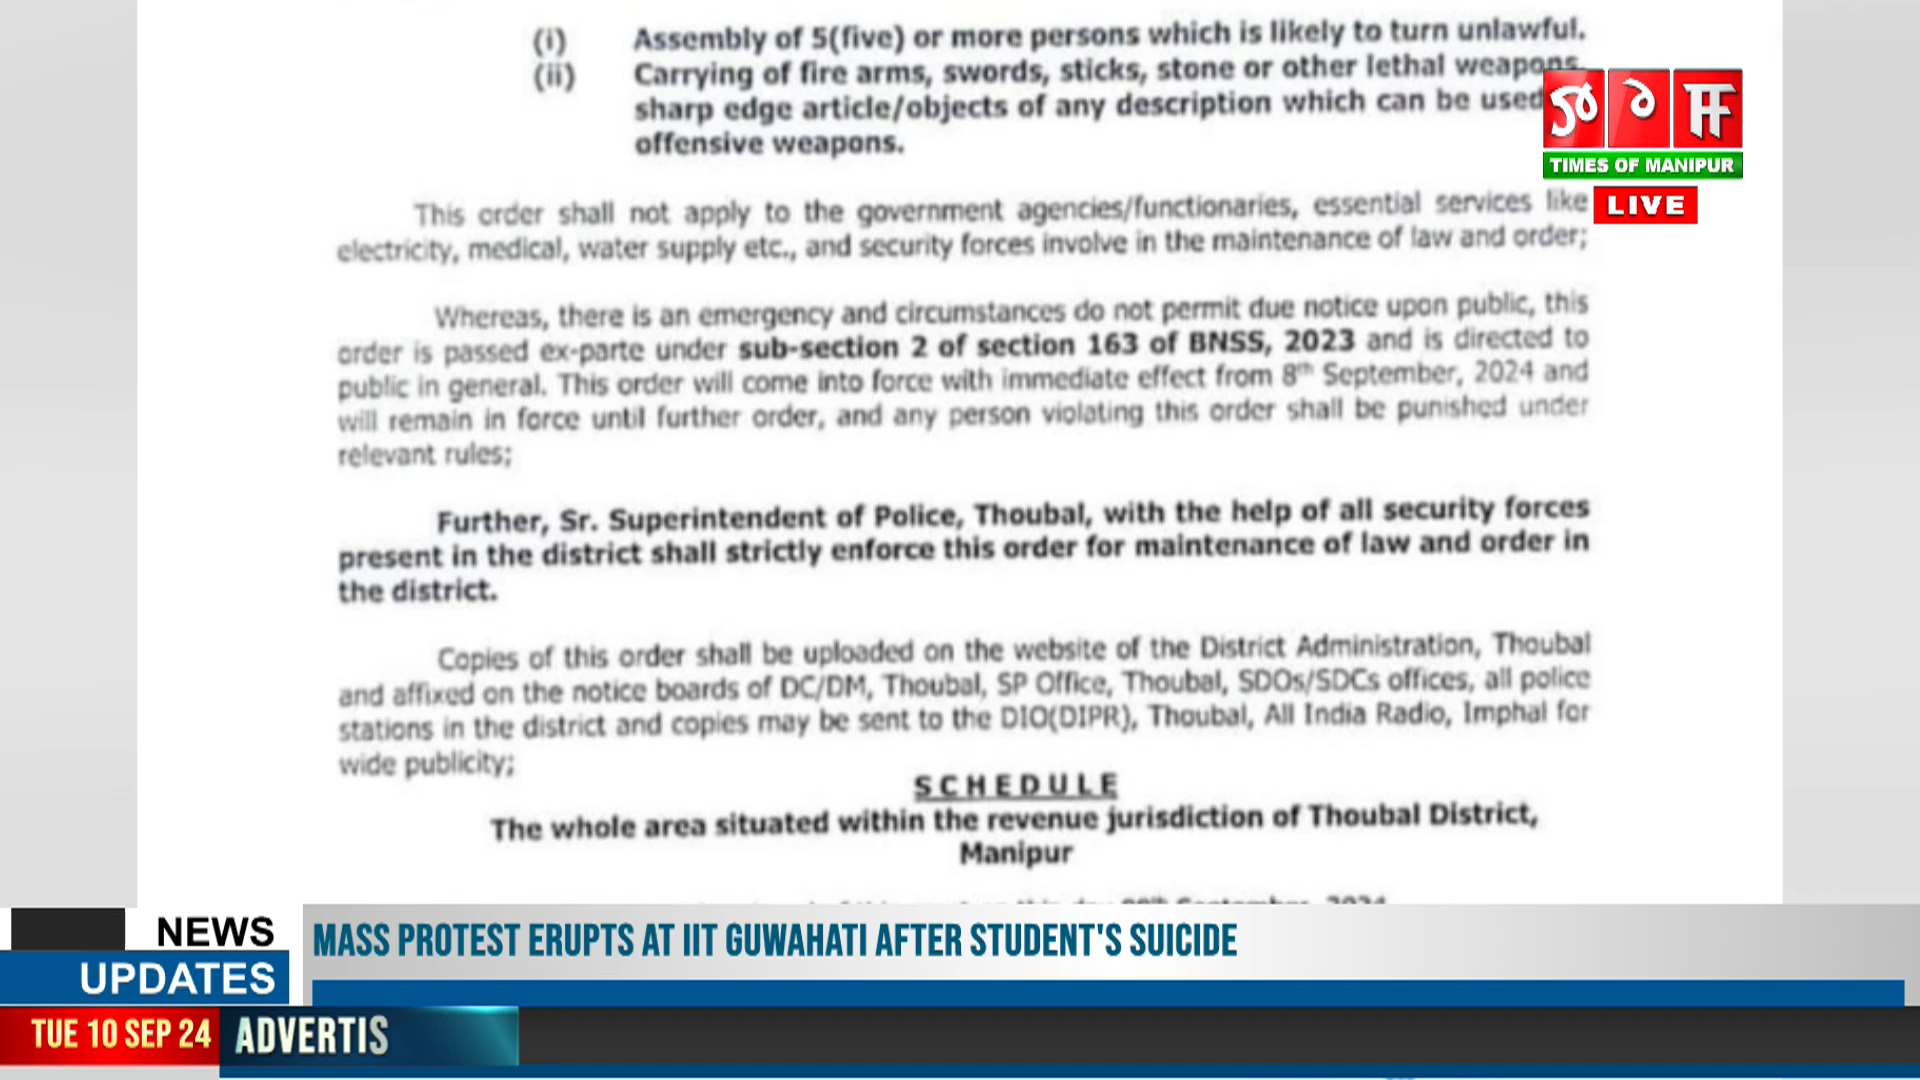 (i) Assembly of 5(five) or more persons which is likely to turn unlawful.
(ii) Carrying of fire arms, swords, sticks, stone or other lethal weapons,
sharp edge article/objects of any description which can be used
offensive weapons.
This order shall not apply to the government agencies/functionaries, essential services like
electricity, medical, water supply etc., and security forces involve in the maintenance of law and order;
Whereas, there is an emergency and circumstances do not permit due notice upon public, this
order is passed ex-parte under sub-section 2 of section 163 of BNSS, 2023 and is directed to
public in general. This order will come into force with immediate effect from 8th September, 2024 and
will remain in force until further order, and any person violating this order shall be punished under
relevant rules;
Further, Sr. Superintendent of Police, Thoubal, with the help of all security forces
present in the district shall strictly enforce this order for maintenance of law and order in
the district.
Copies of this order shall be uploaded on the website of the District Administration, Thoubal
and affixed on the notice boards of DC/DM, Thoubal, SP Office, Thoubal, SDOs/SDCs offices, all police
stations in the district and copies may be sent to the DIO(DIPR), Thoubal, All India Radio, Imphal for
wide publicity;
SCHEDULE
The whole area situated within the revenue jurisdiction of Thoubal District,
Manipur
TIMES OF MANIPUR
LIVE
NEWS
UPDATES
MASS PROTEST ERUPTS AT IIT GUWAHATI AFTER STUDENT'S SUICIDE
TUE 10 SEP 24
ADVERTIS